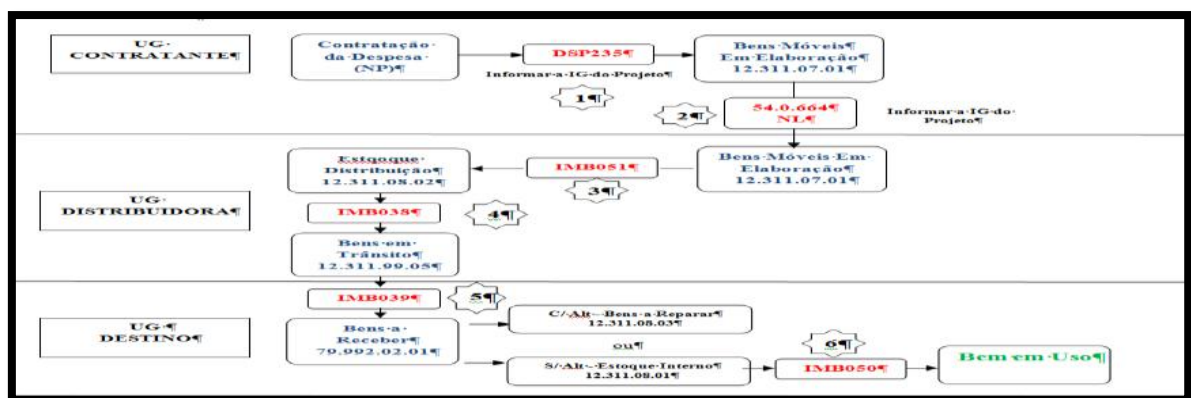 UG·
CONTRATANTE¶
Contratação·
da·Despesa·
(NP)¶
DSP235¶
Bens·Móveis¶
Em·Elaboração¶
12.311.07.01¶
Informar·a·IG·do·Projeto¶
1¶
2¶
54.0.664¶
NL¶
Informar·a·IG·do·
Projeto¶
UG·
DISTRIBUIDORA¶
Estqoque·
Distribuição¶
12.311.08.02¶
IMB051¶
3¶
Bens·Móveis·Em·
Elaboração¶
12.311.07.01¶
IMB038¶
4¶
Bens·em·
Trânsito¶
12.311.99.05¶
UG·¶
DESTINO¶
IMB039¶
5¶
Bens·a·
Receber¶
79.992.02.01¶
C/·Alt·-·Bens·a·Reparar¶
12.311.08.03¶
ou¶
S/·Alt·-·Estoque·Interno¶
12.311.08.01¶
6¶
IMB050¶
Bem·em·Uso¶